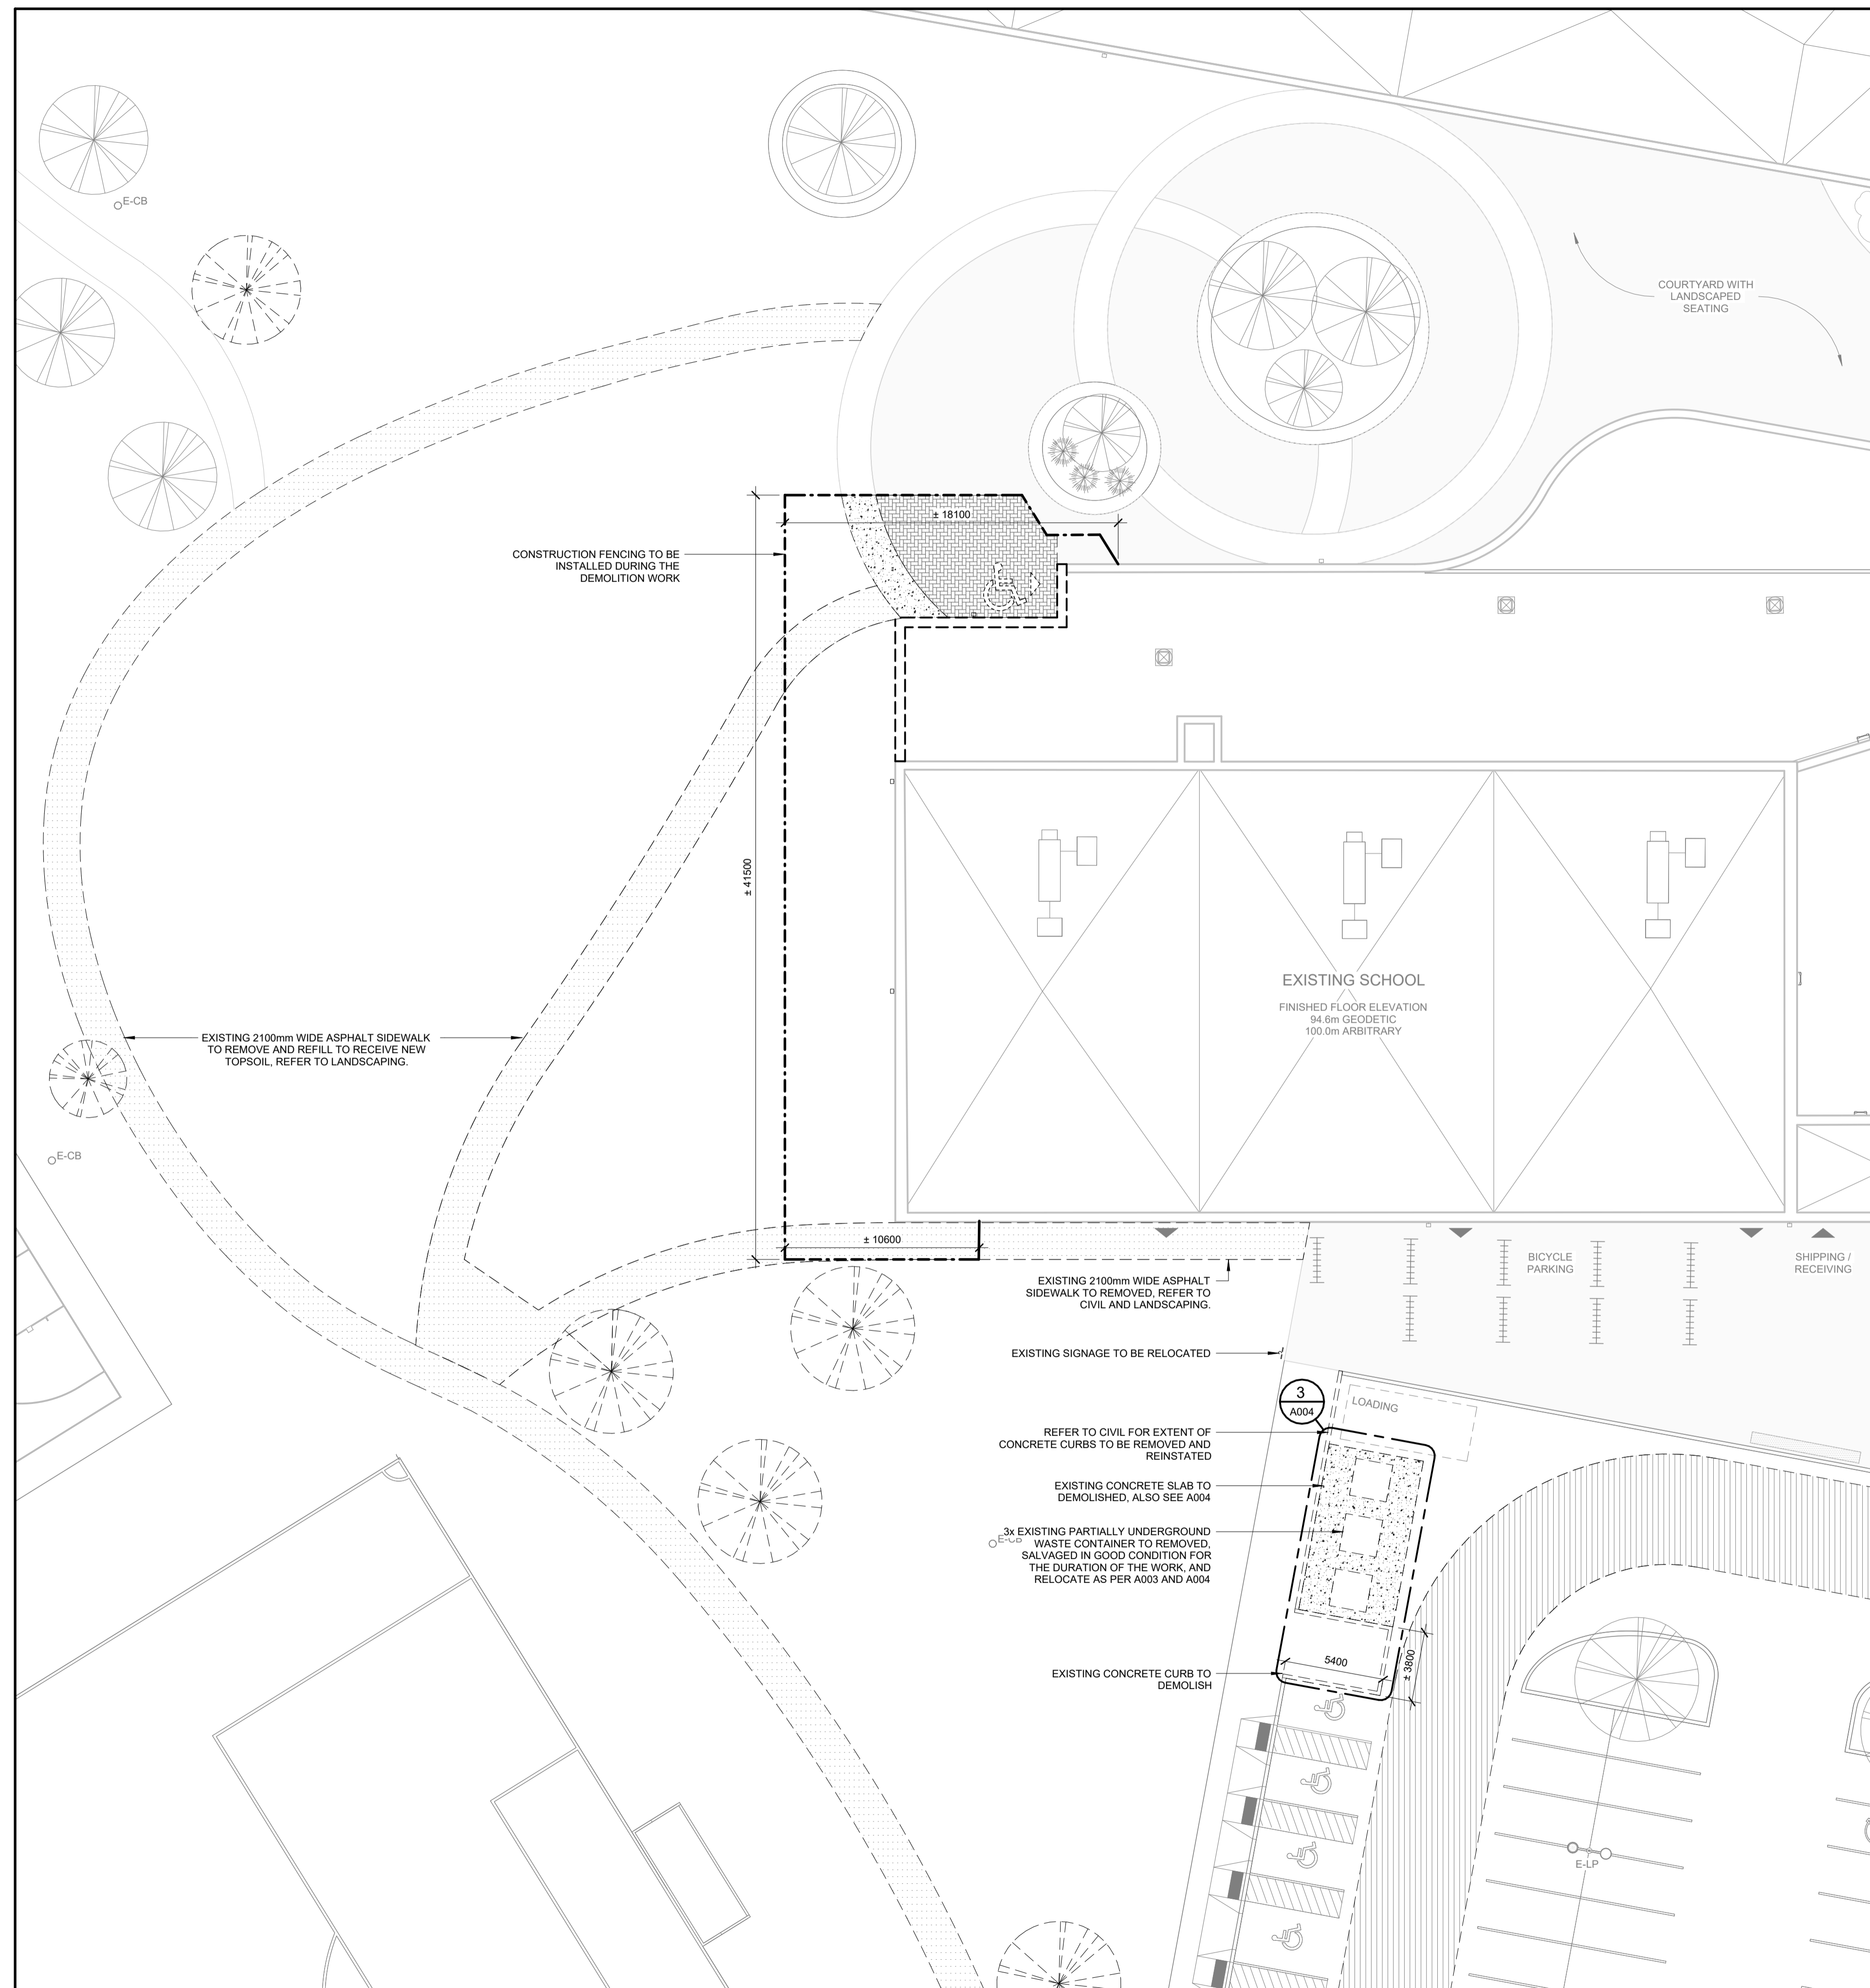 E-CB
COURTYARD WITH
LANDSCAPED
SEATING
± 18100
CONSTRUCTION FENCING TO BE
INSTALLED DURING THE
DEMOLITION WORK
± 41500
EXISTING SCHOOL
FINISHED FLOOR ELEVATION
94.6m GEODETIC
100.0m ARBITRARY
EXISTING 2100mm WIDE ASPHALT SIDEWALK
TO REMOVE AND REFILL TO RECEIVE NEW
TOPSOIL, REFER TO LANDSCAPING.
E-CB
± 10600
BICYCLE
PARKING
SHIPPING /
RECEIVING
EXISTING 2100mm WIDE ASPHALT
SIDEWALK TO REMOVED, REFER TO
CIVIL AND LANDSCAPING.
EXISTING SIGNAGE TO BE RELOCATED
3
A004
LOADING
REFER TO CIVIL FOR EXTENT OF
CONCRETE CURBS TO BE REMOVED AND
REINSTATED
EXISTING CONCRETE SLAB TO
DEMOLISHED, ALSO SEE A004
3x EXISTING PARTIALLY UNDERGROUND
WASTE CONTAINER TO REMOVED,
SALVAGED IN GOOD CONDITION FOR
THE DURATION OF THE WORK, AND
RELOCATE AS PER A003 AND A004
E-CB
5400
± 3800
EXISTING CONCRETE CURB TO
DEMOLISH
E-LP